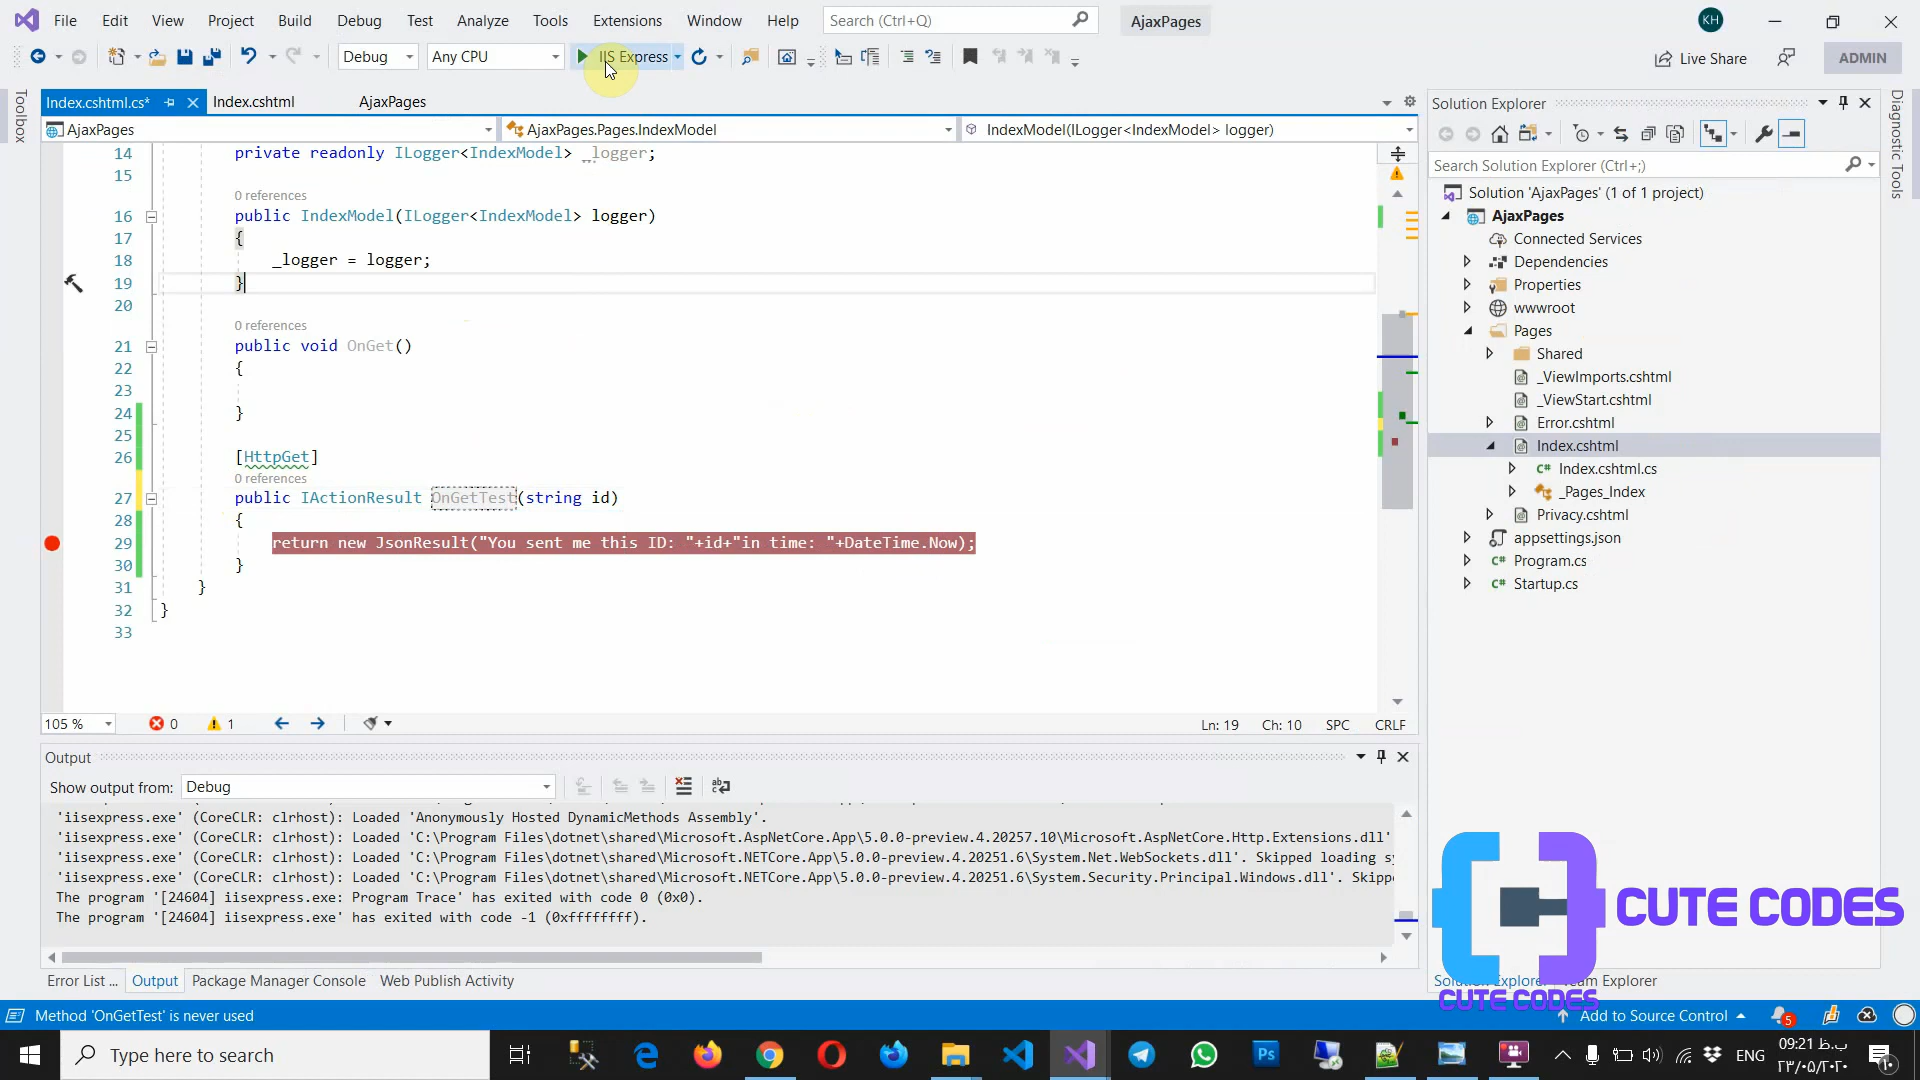 File Edit View Project Build Debug Test Analyze Tools Extensions Window Help Search (Ctrl+Q) AjaxPages KH
Debug Any CPU IIS Express Live Share ADMIN
Toolbox
Index.cshtml.cs* Index.cshtml AjaxPages
AjaxPages AjaxPages.Pages.IndexModel IndexModel(ILogger<IndexModel> logger)
14 private readonly ILogger<IndexModel> _logger;
15
0 references
16 public IndexModel(ILogger<IndexModel> logger)
17 {
18 _logger = logger;
19 }
20
0 references
21 public void OnGet()
22 {
23
24 }
25
26 [HttpGet]
0 references
27 public IActionResult OnGetTest(string id)
28 {
29 return new JsonResult("You sent me this ID: "+id+"in time: "+DateTime.Now);
30 }
31 }
32 }
33
105 % 0 1 Ln: 19 Ch: 10 SPC CRLF
Output
Show output from: Debug
'iisexpress.exe' (CoreCLR: clrhost): Loaded 'Anonymously Hosted DynamicMethods Assembly'.
'iisexpress.exe' (CoreCLR: clrhost): Loaded 'C:\Program Files\dotnet\shared\Microsoft.AspNetCore.App\5.0.0-preview.4.20257.10\Microsoft.AspNetCore.Http.Extensions.dll'
'iisexpress.exe' (CoreCLR: clrhost): Loaded 'C:\Program Files\dotnet\shared\Microsoft.NETCore.App\5.0.0-preview.4.20251.6\System.Net.WebSockets.dll'. Skipped loading sy
'iisexpress.exe' (CoreCLR: clrhost): Loaded 'C:\Program Files\dotnet\shared\Microsoft.NETCore.App\5.0.0-preview.4.20251.6\System.Security.Principal.Windows.dll'. Skippe
The program '[24604] iisexpress.exe: Program Trace' has exited with code 0 (0x0).
The program '[24604] iisexpress.exe' has exited with code -1 (0xffffffff).
Error List ... Output Package Manager Console Web Publish Activity
Solution Explorer
Search Solution Explorer (Ctrl+;)
Solution 'AjaxPages' (1 of 1 project)
AjaxPages
Connected Services
Dependencies
Properties
wwwroot
Pages
Shared
_ViewImports.cshtml
_ViewStart.cshtml
Error.cshtml
Index.cshtml
Index.cshtml.cs
_Pages_Index
Privacy.cshtml
appsettings.json
Program.cs
Startup.cs
Diagnostic Tools
CUTE CODES
Solution Explorer Team Explorer
CUTE CODES
Method 'OnGetTest' is never used Add to Source Control 5
Type here to search Ps ENG 09:21 ب.ظ
۲۳/۰۵/۲۰۲۰